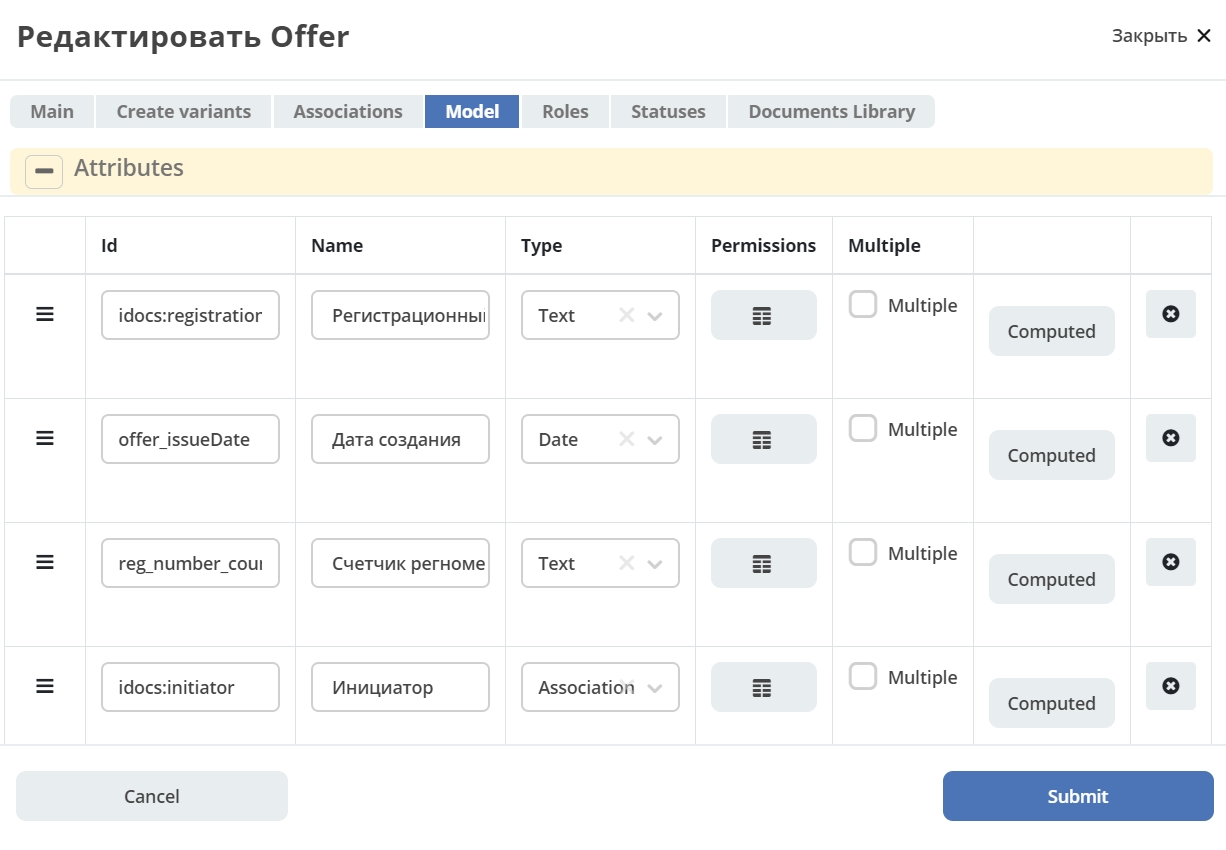 Редактировать Offer
Закрыть
Main Create variants Associations Model Roles Statuses Documents Library
Attributes
Id Name Type Permissions Multiple
idocs:registration Регистрационны Text Multiple Computed
offer_issueDate Дата создания Date Multiple Computed
reg_number_cou Счетчик регноме Text Multiple Computed
idocs:initiator Инициатор Association Multiple Computed
Cancel Submit